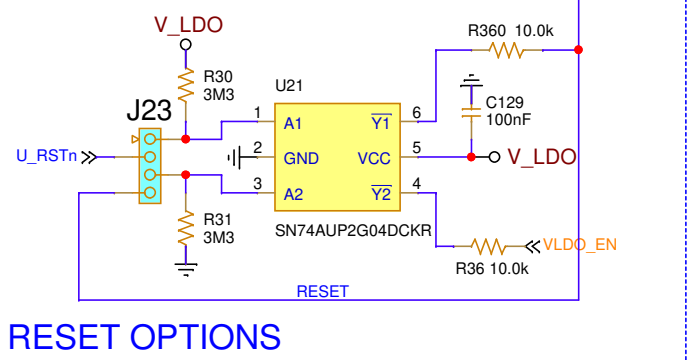 V_LDO
R360 10.0k
R30
3M3
U21
J23
C129
100nF
1
A1
Y1
6
U_RSTn
2
GND
VCC
5
V_LDO
3
A2
Y2
4
R31
3M3
SN74AUP2G04DCKR
VLDO_EN
R36 10.0k
RESET
RESET OPTIONS